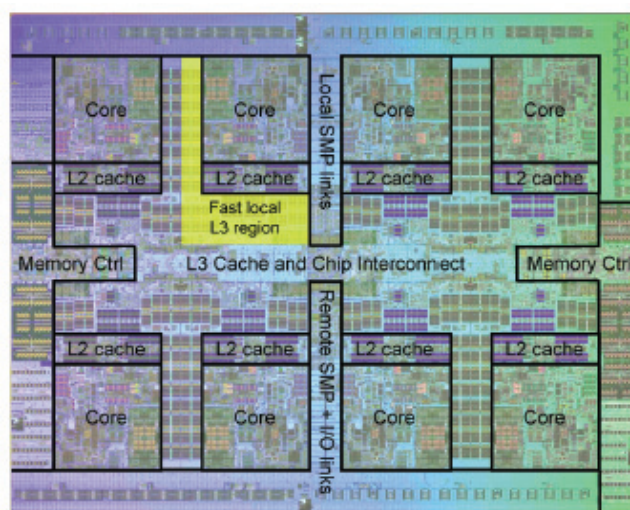 Core
Core
Core
Core
Local SMP links
L2 cache
L2 cache
L2 cache
L2 cache
Fast local
L3 region
Memory Ctrl
L3 Cache and Chip Interconnect
Memory Ctrl
Remote SMP + I/O links
L2 cache
L2 cache
L2 cache
L2 cache
Core
Core
Core
Core